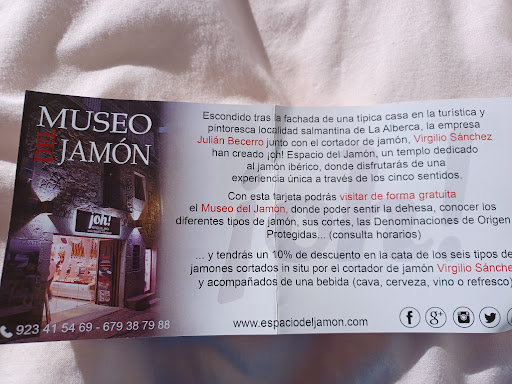 MUSEO
DEL
JAMÓN
joh!
Escondido tras la fachada de una tipica casa en la turística y
pintoresca localidad salmantina de La Alberca, la empresa
Julián Becerro junto con el cortador de jamón, Virgilio Sánchez
han creado ¡oh! Espacio del Jamón, un templo dedicado
al jamón ibérico, donde disfrutarás de una
experiencia única a través de los cinco sentidos.
Con esta tarjeta podrás visitar de forma gratuita
el Museo del Jamón, donde poder sentir la dehesa, conocer los
diferentes tipos de jamón, sus cortes, las Denominaciones de Origen
Protegidas... (consulta horarios)
... y tendrás un 10% de descuento en la cata de los seis tipos de
jamones cortados in situ por el cortador de jamón Virgilio Sánchez
y acompañados de una bebida (cava, cerveza, vino o refresco)
923 41 54 69 - 679 38 79 88
www.espaciodeljamon.com